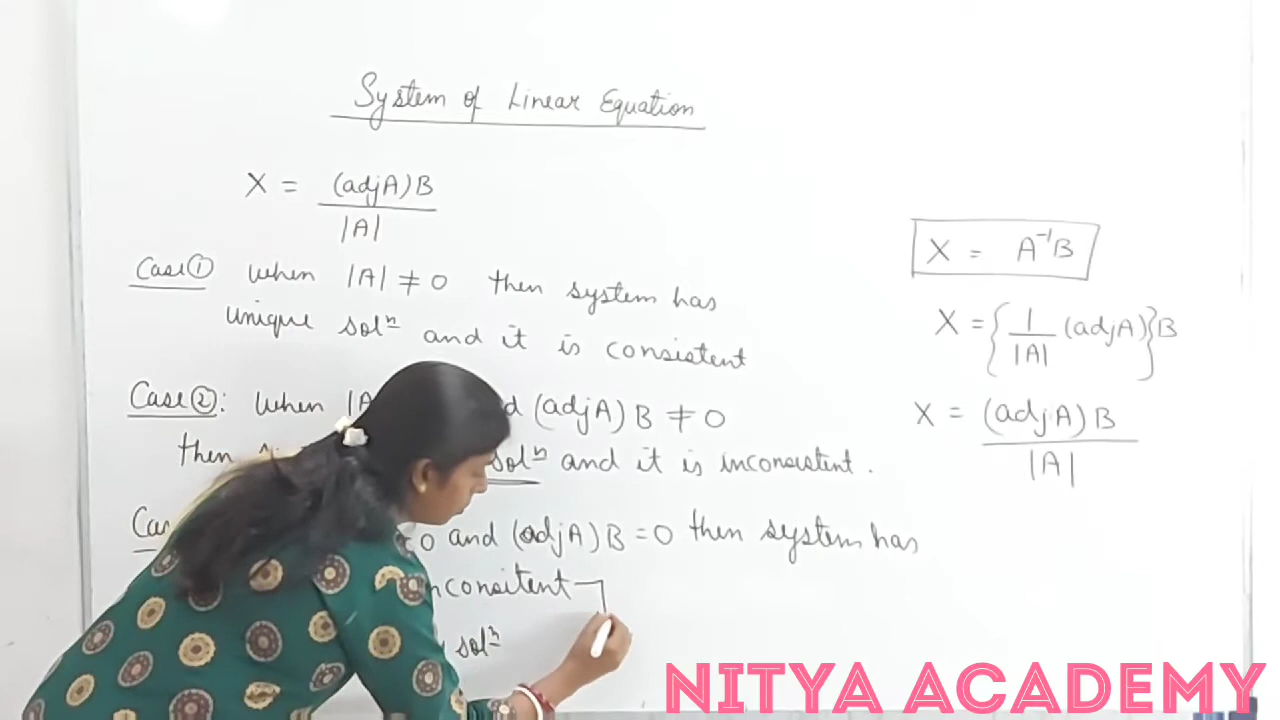 System of Linear Equation
X = (adjA)B / |A|
Case① when |A| ≠ 0 then system has
unique solⁿ and it is consistent
Case②: when |A (adjA) B ≠ 0
then solⁿ and it is inconsistent.
0 and (adjA)B = 0 then system has
consitent
solⁿ
X = A⁻¹B
X = {1/|A| (adjA)}B
X = (adjA)B / |A|
NITYA ACADEMY